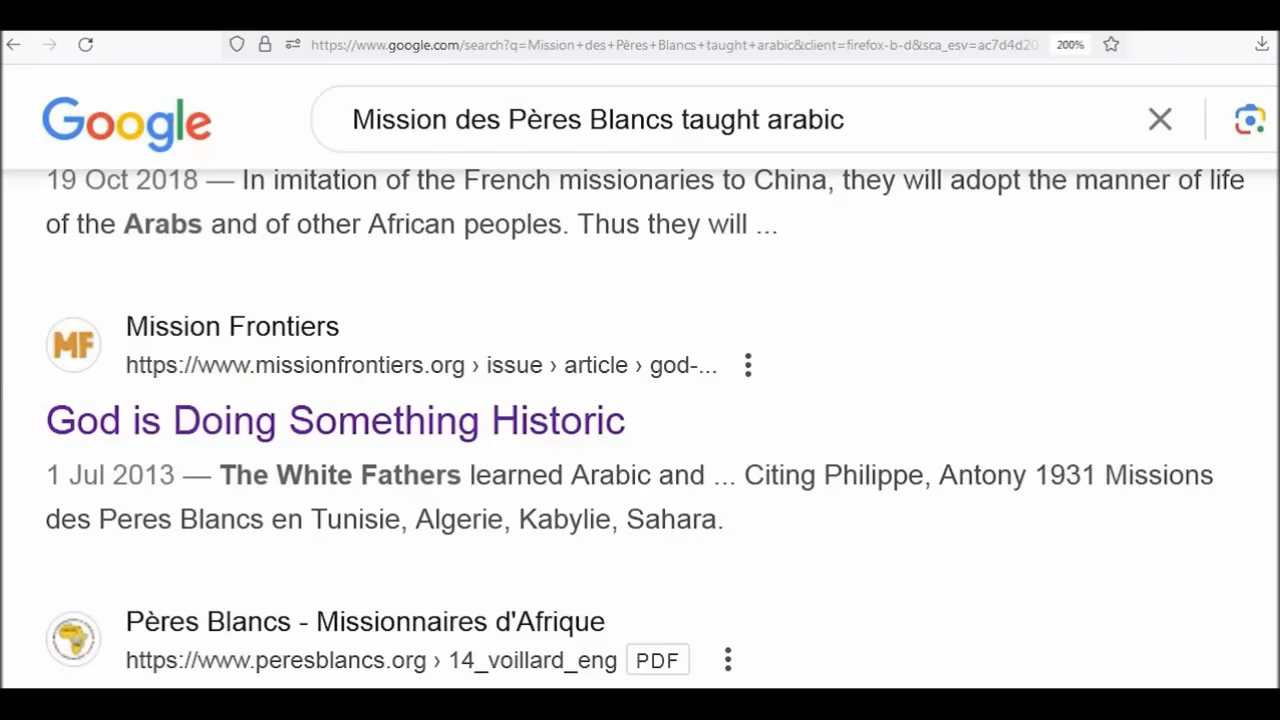 https://www.google.com/search?q=Mission+des+Pères+Blancs+taught+arabic&client=firefox-b-d&sca_esv=ac7d4d20
200%
Google
Mission des Pères Blancs taught arabic
19 Oct 2018 — In imitation of the French missionaries to China, they will adopt the manner of life
of the Arabs and of other African peoples. Thus they will ...
MF
Mission Frontiers
https://www.missionfrontiers.org › issue › article › god-...
God is Doing Something Historic
1 Jul 2013 — The White Fathers learned Arabic and ... Citing Philippe, Antony 1931 Missions
des Peres Blancs en Tunisie, Algerie, Kabylie, Sahara.
Pères Blancs - Missionnaires d'Afrique
https://www.peresblancs.org › 14_voillard_eng PDF